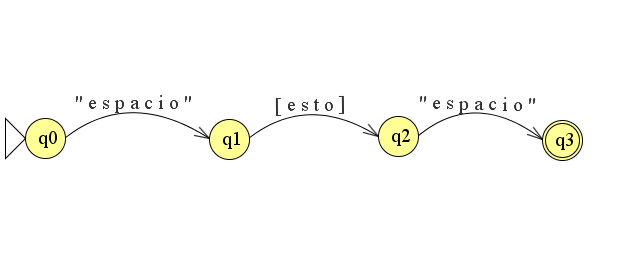 "espacio" [esto] "espacio"
q0 q1 q2 q3